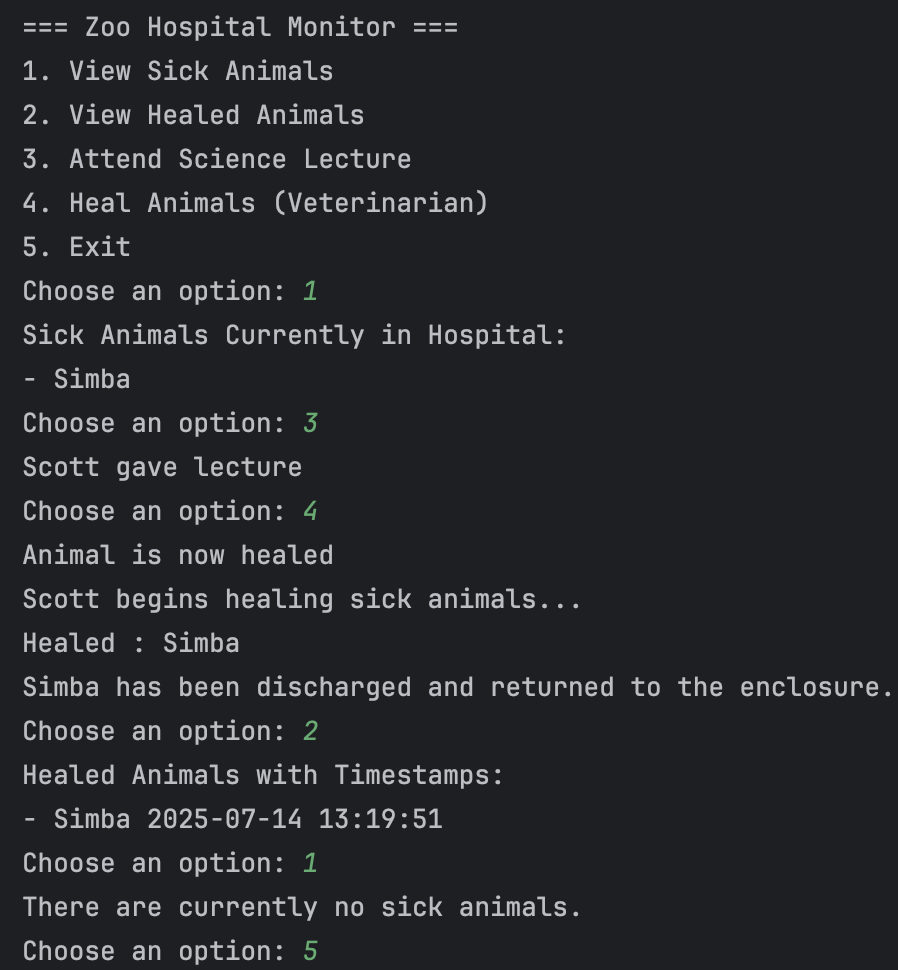 === Zoo Hospital Monitor ===
1. View Sick Animals
2. View Healed Animals
3. Attend Science Lecture
4. Heal Animals (Veterinarian)
5. Exit
Choose an option: 1
Sick Animals Currently in Hospital:
- Simba
Choose an option: 3
Scott gave lecture
Choose an option: 4
Animal is now healed
Scott begins healing sick animals...
Healed : Simba
Simba has been discharged and returned to the enclosure.
Choose an option: 2
Healed Animals with Timestamps:
- Simba 2025-07-14 13:19:51
Choose an option: 1
There are currently no sick animals.
Choose an option: 5